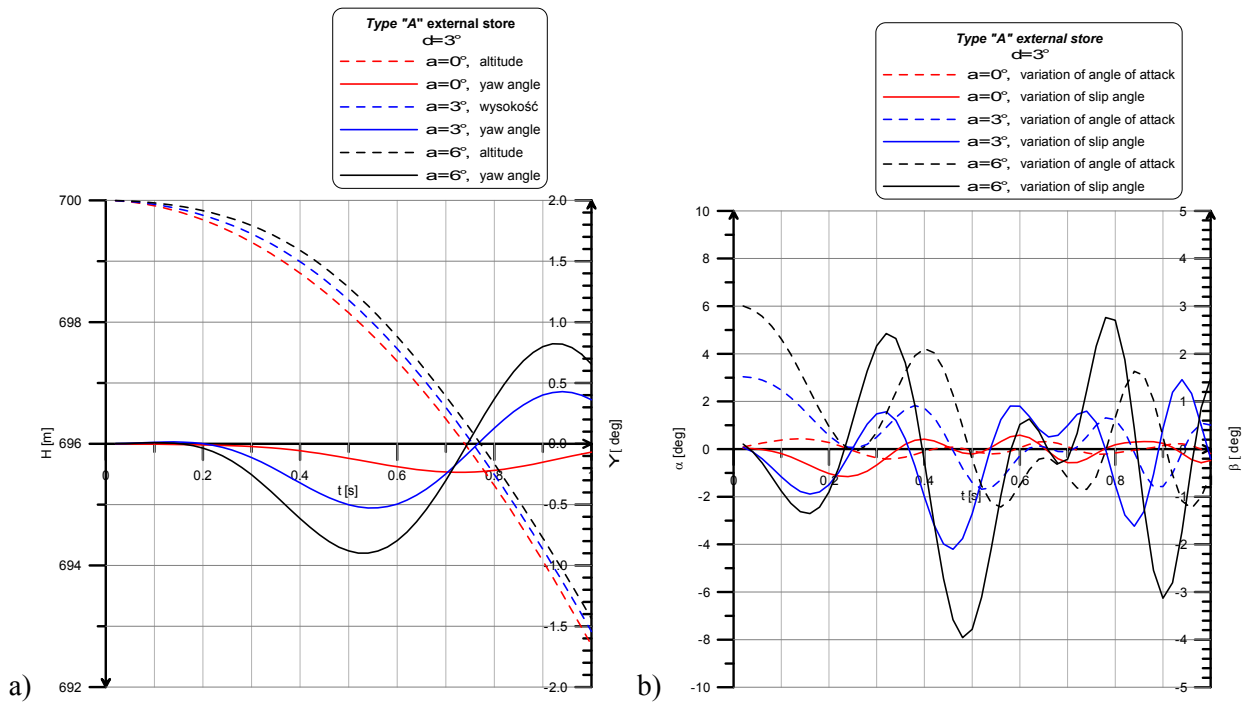 Type "A" external store
d=3°
a=0°, altitude
a=0°, yaw angle
a=3°, wysokość
a=3°, yaw angle
a=6°, altitude
a=6°, yaw angle
700
698
696
694
692
H [m]
0
0.2
0.4
0.6
0.8
t [s]
2.0
1.5
1.0
0.5
0.0
-0.5
-1.0
-1.5
-2.0
Y [ deg]
a)
Type "A" external store
d=3°
a=0°, variation of angle of attack
a=0°, variation of slip angle
a=3°, variation of angle of attack
a=3°, variation of slip angle
a=6°, variation of angle of attack
a=6°, variation of slip angle
10
8
6
4
2
0
-2
-4
-6
-8
-10
α [deg]
0
0.2
0.4
0.6
0.8
t [s]
5
4
3
2
1
0
-1
-2
-3
-4
-5
β [ deg]
b)